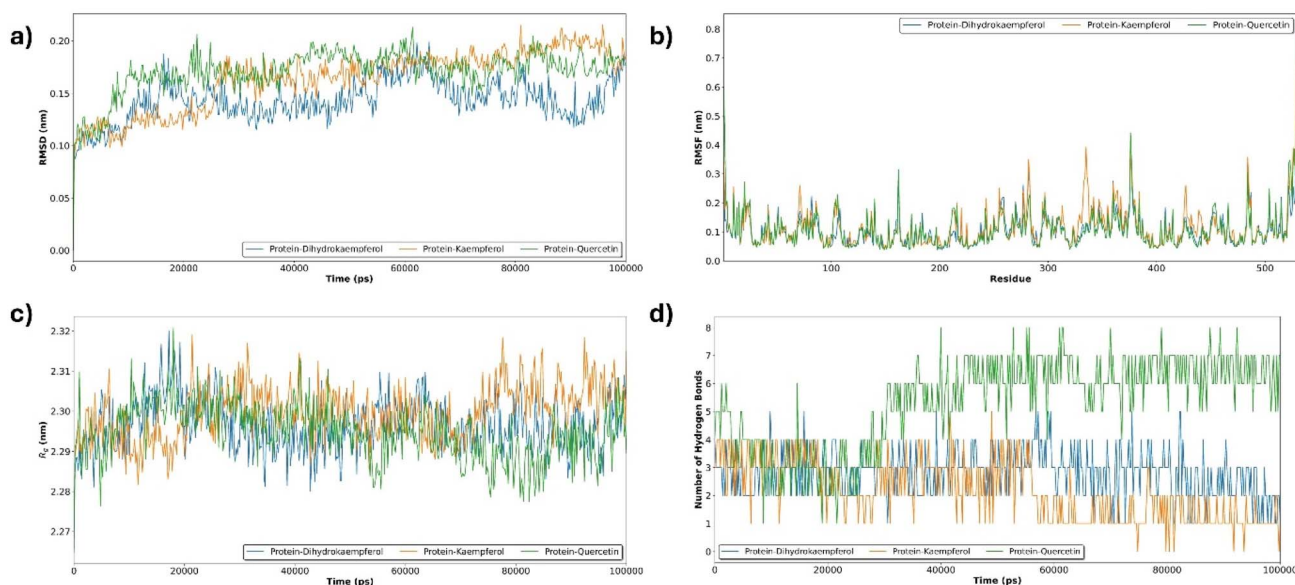 a)
0.20
0.15
0.10
0.05
0.00
RMSD (nm)
0 20000 40000 60000 80000 100000
Time (ps)
Protein-Dihydrokaempferol Protein-Kaempferol Protein-Quercetin
b)
0.8
0.7
0.6
0.5
0.4
0.3
0.2
0.1
0.0
RMSF (nm)
100 200 300 400 500
Residue
Protein-Dihydrokaempferol Protein-Kaempferol Protein-Quercetin
c)
2.32
2.31
2.30
2.29
2.28
2.27
(nm)
0 20000 40000 60000 80000 100000
Time (ps)
Protein-Dihydrokaempferol Protein-Kaempferol Protein-Quercetin
d)
8
7
6
5
4
3
2
1
0
Number of Hydrogen Bonds
0 20000 40000 60000 80000 100000
Time (ps)
Protein-Dihydrokaempferol Protein-Kaempferol Protein-Quercetin